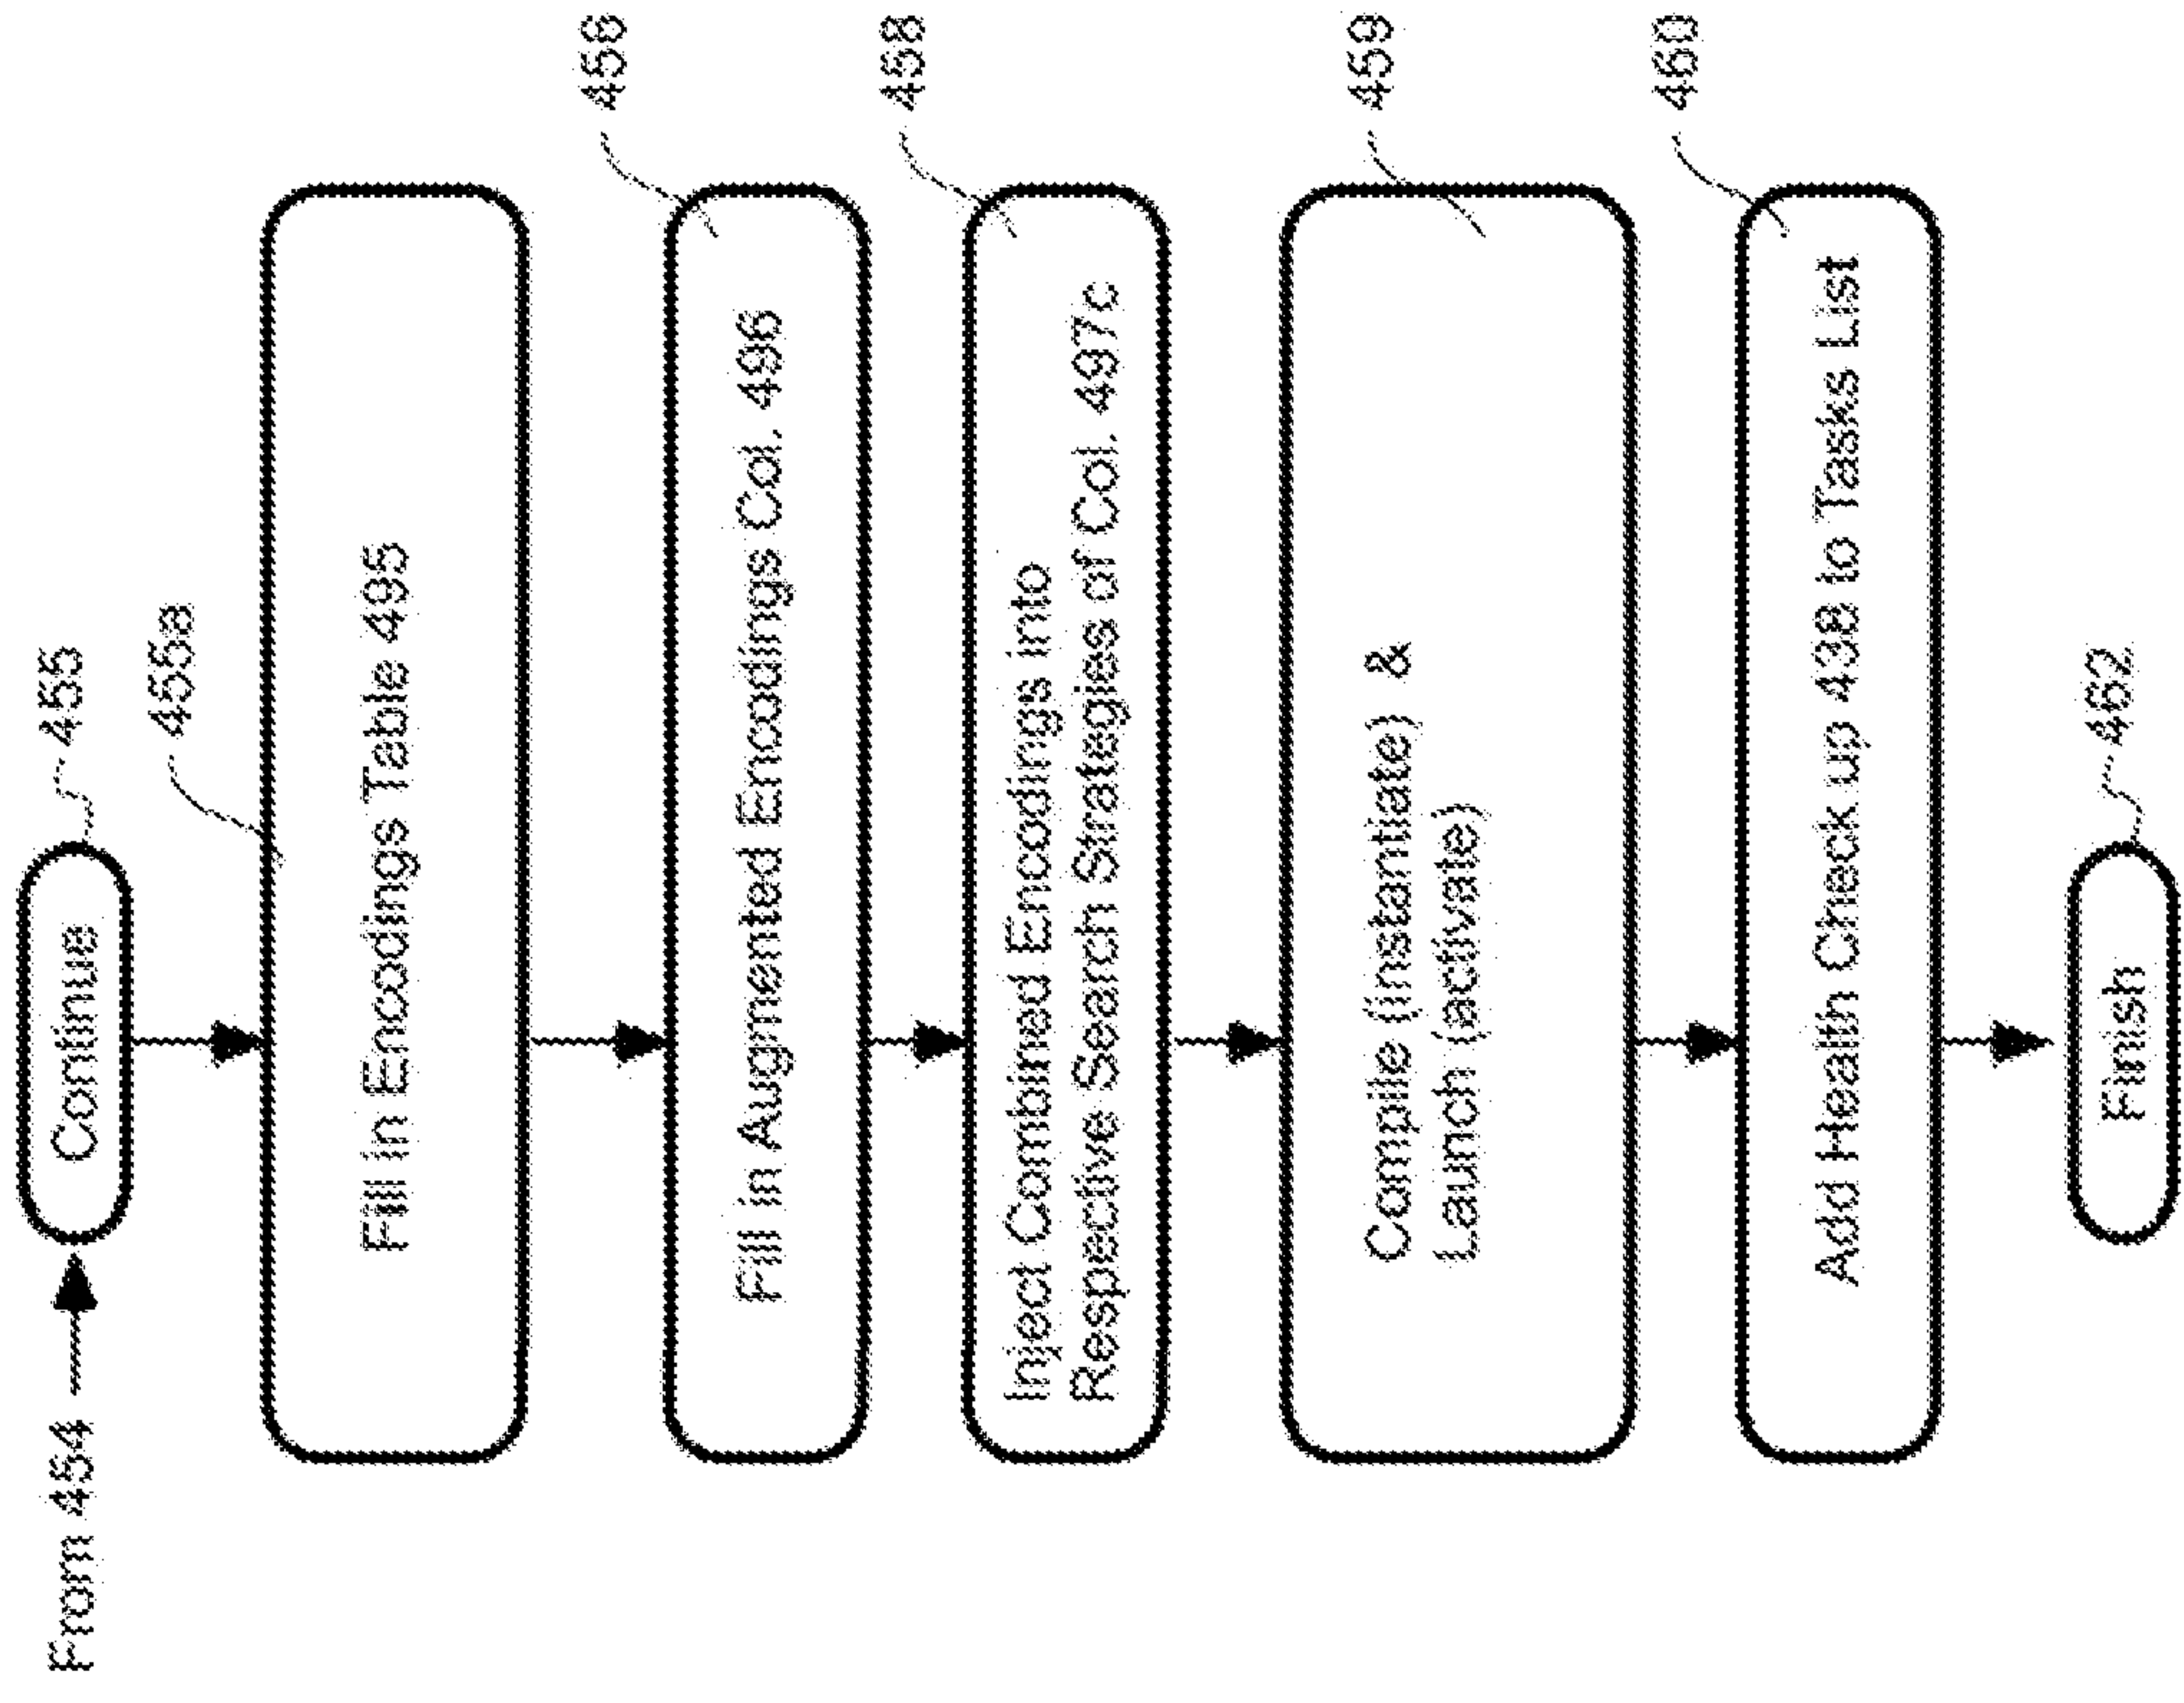 From 454
Continue
455
455a
Fill in Encodings Table 495
456
Fill in Augmented Encodings Col. 496
458
Inject Combined Encodings into
Respective Search Strategies of Col. 497c
459
Compile (instantiate) &
Launch (activate)
460
Add Health Check up 438 to Tasks List
Finish
462